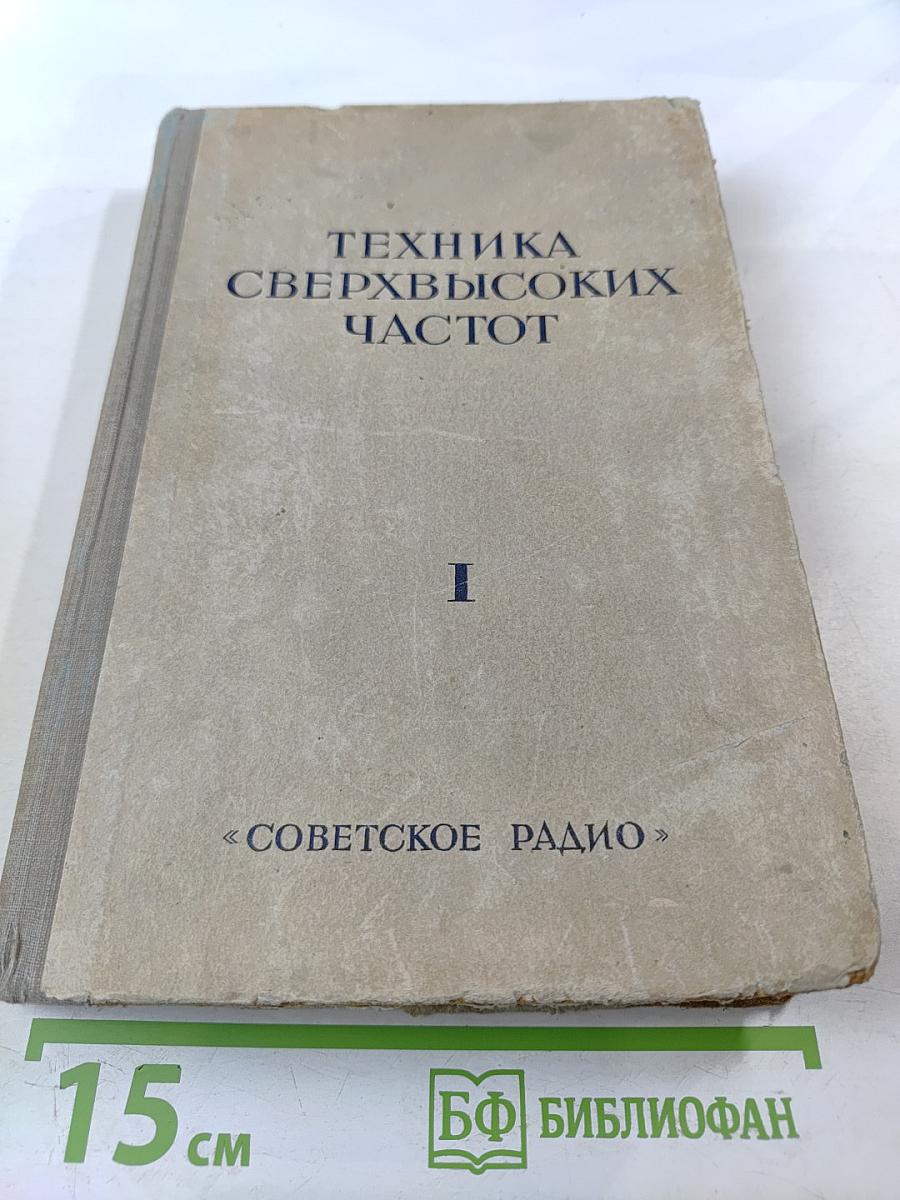 ТЕХНИКА
СВЕРХВЫСОКИХ
ЧАСТОТ
I
«СОВЕТСКОЕ РАДИО»
15 см
БФ БИБЛИОФАН